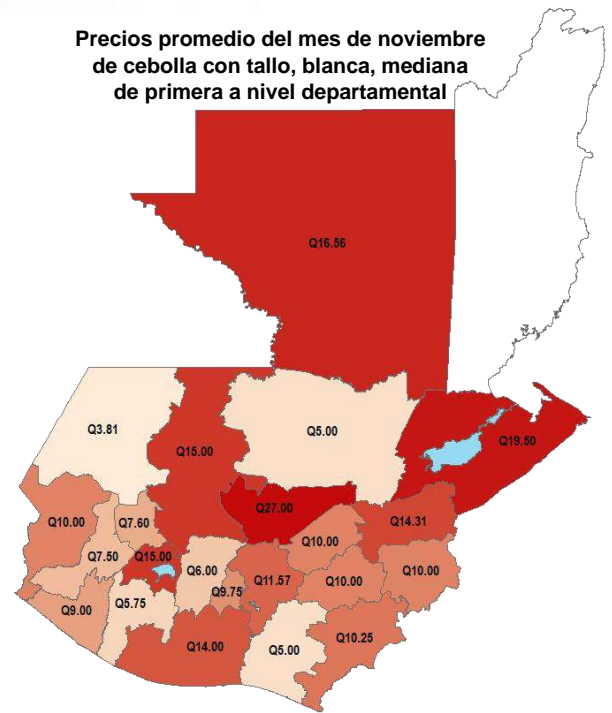 Precios promedio del mes de noviembre
de cebolla con tallo, blanca, mediana
de primera a nivel departamental
Q16.56
Q3.81
Q15.00
Q5.00
Q19.50
Q27.00
Q14.31
Q10.00
Q7.60
Q10.00
Q7.50
Q15.00
Q6.00
Q11.57
Q10.00
Q10.00
Q9.75
Q9.00
Q5.75
Q14.00
Q5.00
Q10.25